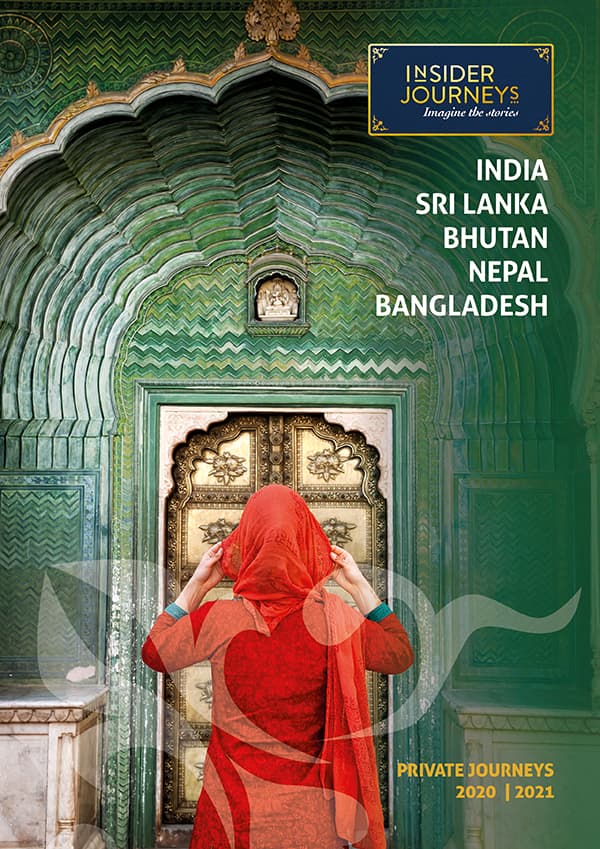 INSIDER
JOURNEYS
Imagine the stories
INDIA
SRI LANKA
BHUTAN
NEPAL
BANGLADESH
PRIVATE JOURNEYS
2020 | 2021